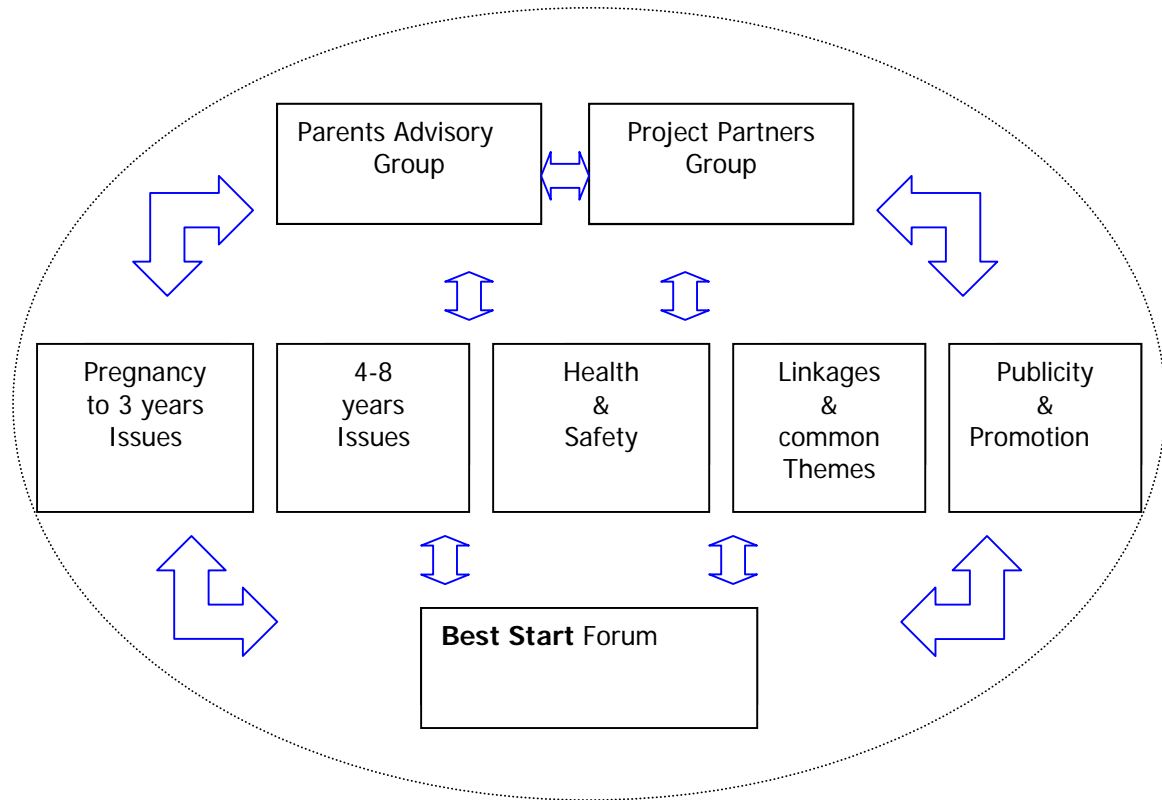 Parents Advisory
Group
Project Partners
Group
Pregnancy
to 3 years
Issues
4-8
years
Issues
Health
&
Safety
Linkages
&
common
Themes
Publicity
&
Promotion
Best Start Forum